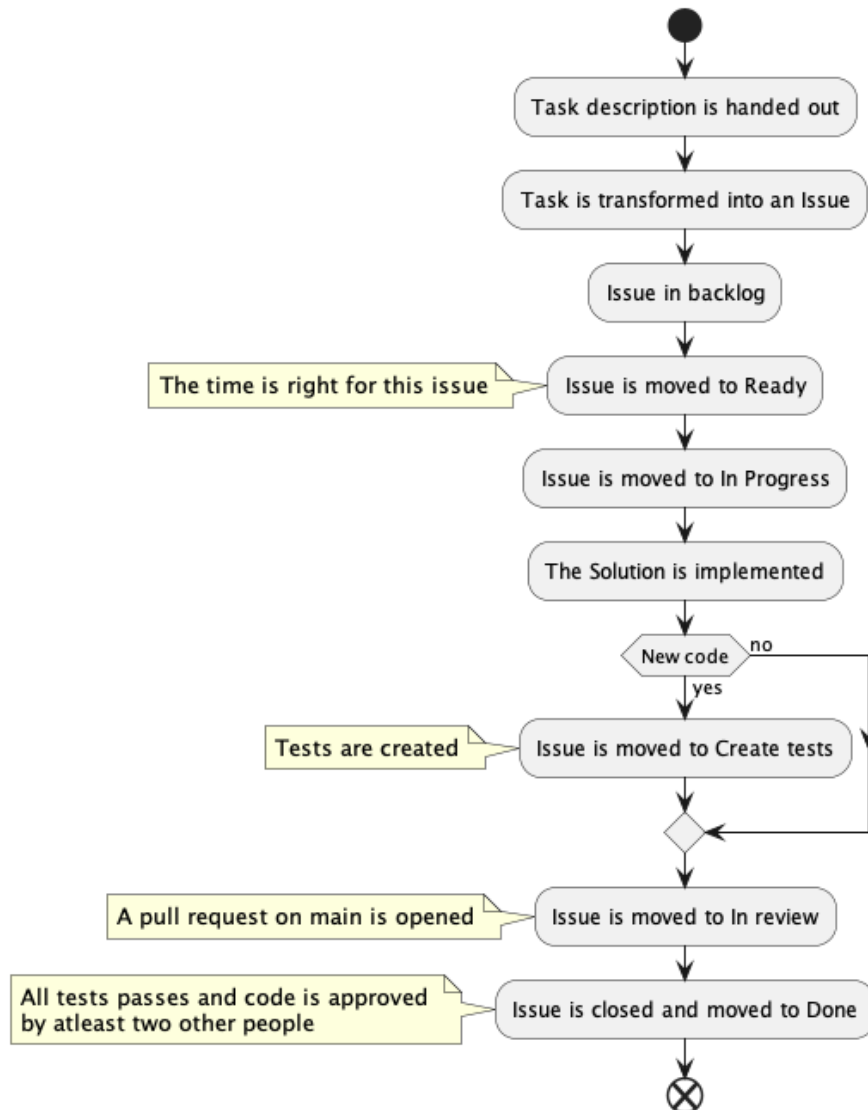 Task description is handed out
Task is transformed into an Issue
Issue in backlog
The time is right for this issue
Issue is moved to Ready
Issue is moved to In Progress
The Solution is implemented
New code
no
yes
Tests are created
Issue is moved to Create tests
A pull request on main is opened
Issue is moved to In review
All tests passes and code is approved
by atleast two other people
Issue is closed and moved to Done